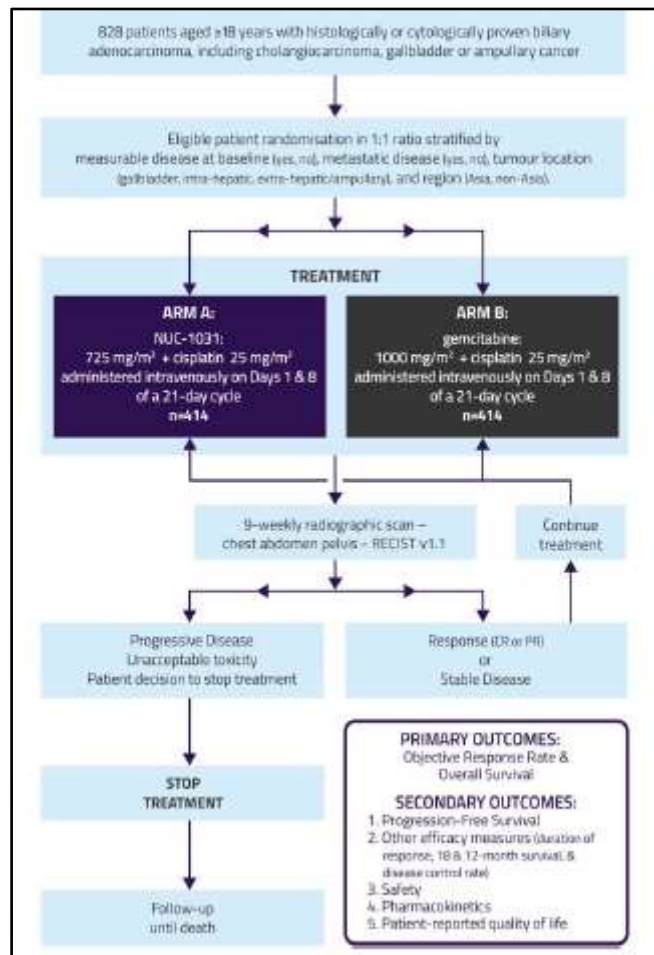 828 patients aged ≥18 years with histologically or cytologically proven biliary
adenocarcinoma, including cholangiocarcinoma, gallbladder or ampullary cancer
Eligible patient randomisation in 1:1 ratio stratified by
measurable disease at baseline (yes, no), metastatic disease (yes, no), tumour location
(gallbladder, intra-hepatic, extra-hepatic/ampullary), and region (Asia, non-Asia).
TREATMENT
ARM A:
NUC-1031:
725 mg/m² + cisplatin 25 mg/m²
administered intravenously on Days 1 & 8
of a 21-day cycle
n=414
ARM B:
gemcitabine:
1000 mg/m² + cisplatin 25 mg/m²
administered intravenously on Days 1 & 8
of a 21-day cycle
n=414
9-weekly radiographic scan –
chest abdomen pelvis – RECIST v1.1
Continue
treatment
Progressive Disease
Unacceptable toxicity
Patient decision to stop treatment
Response (CR or PR)
or
Stable Disease
STOP
TREATMENT
Follow-up
until death
PRIMARY OUTCOMES:
Objective Response Rate &
Overall Survival
SECONDARY OUTCOMES:
1. Progression-Free Survival
2. Other efficacy measures (duration of
response, 18 & 12-month survival, &
disease control rate)
3. Safety
4. Pharmacokinetics
5. Patient-reported quality of life